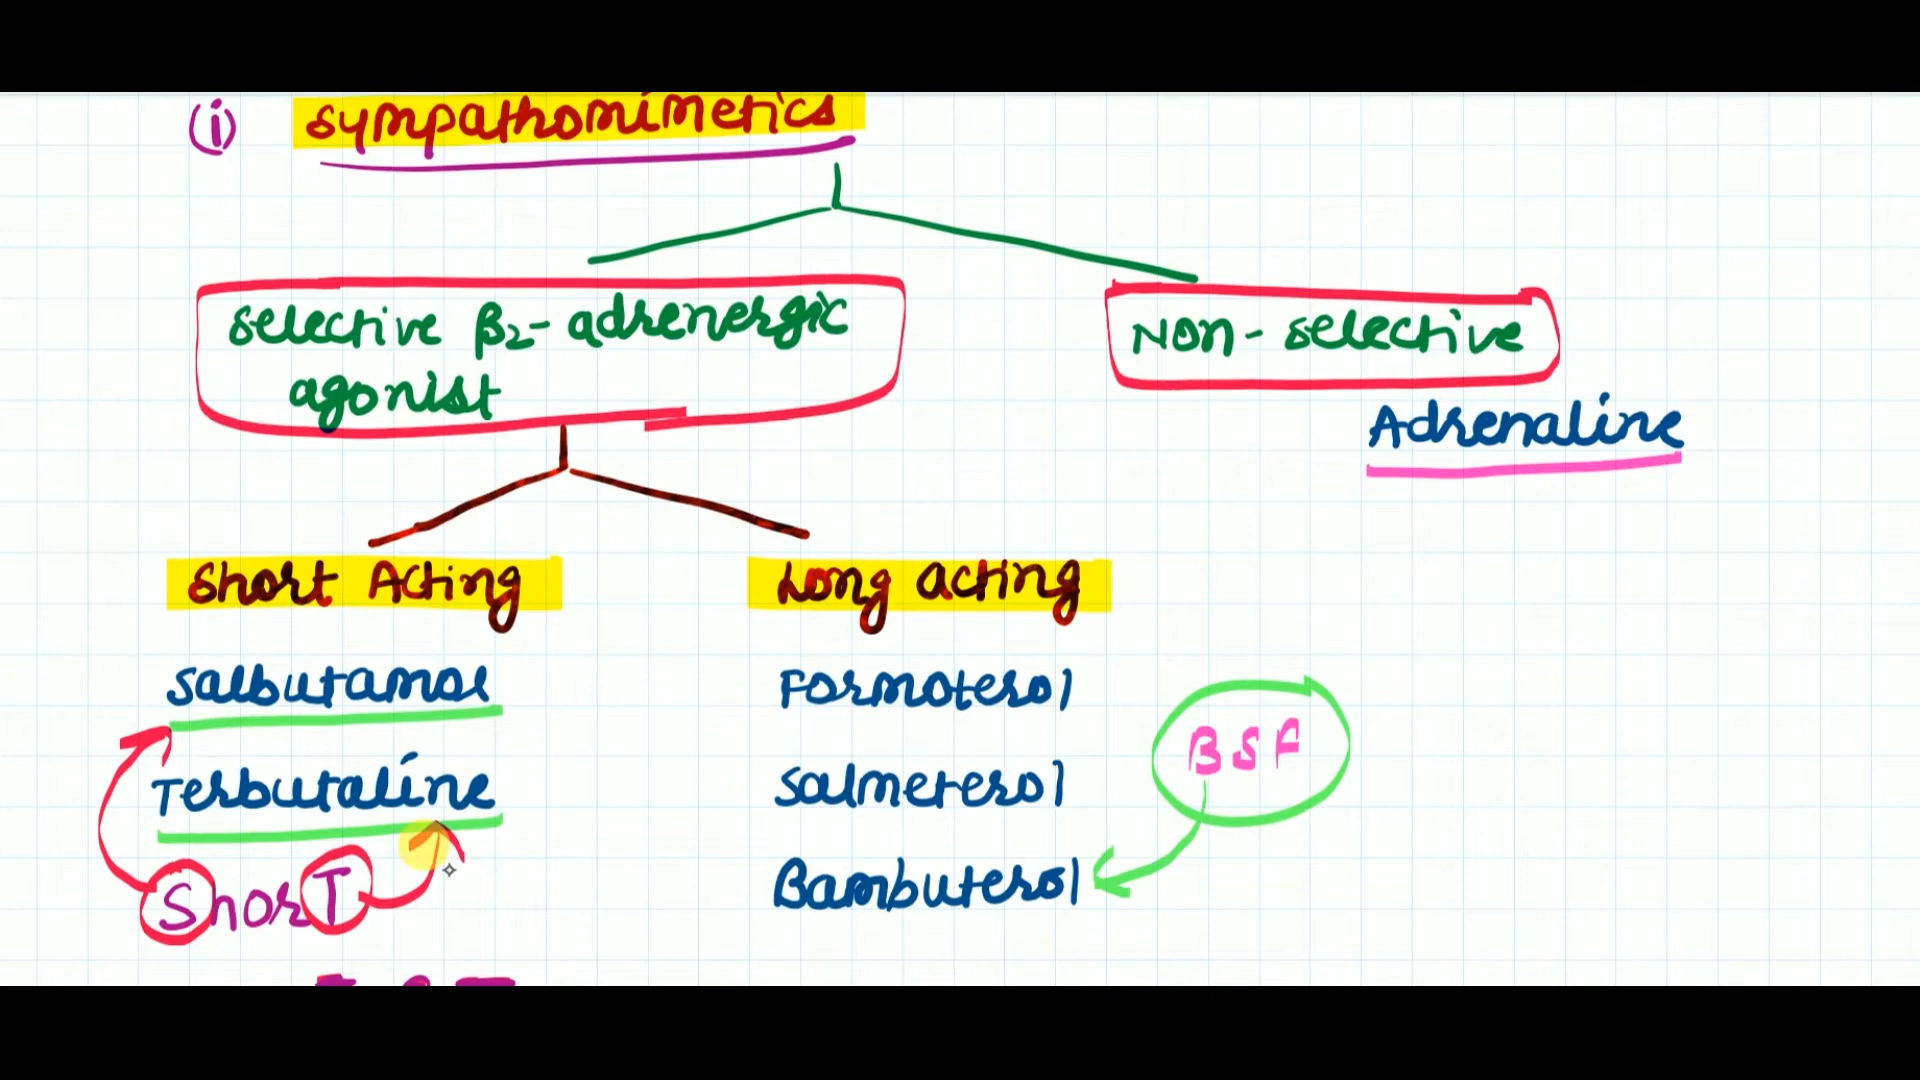 (i) Sympathomimetics
Selective β2-adrenergic
agonist
Non-selective
Adrenaline
Short Acting
Long acting
Salbutamol
Formoterol
BSF
Terbutaline
Salmeterol
Bambuterol
ShorT